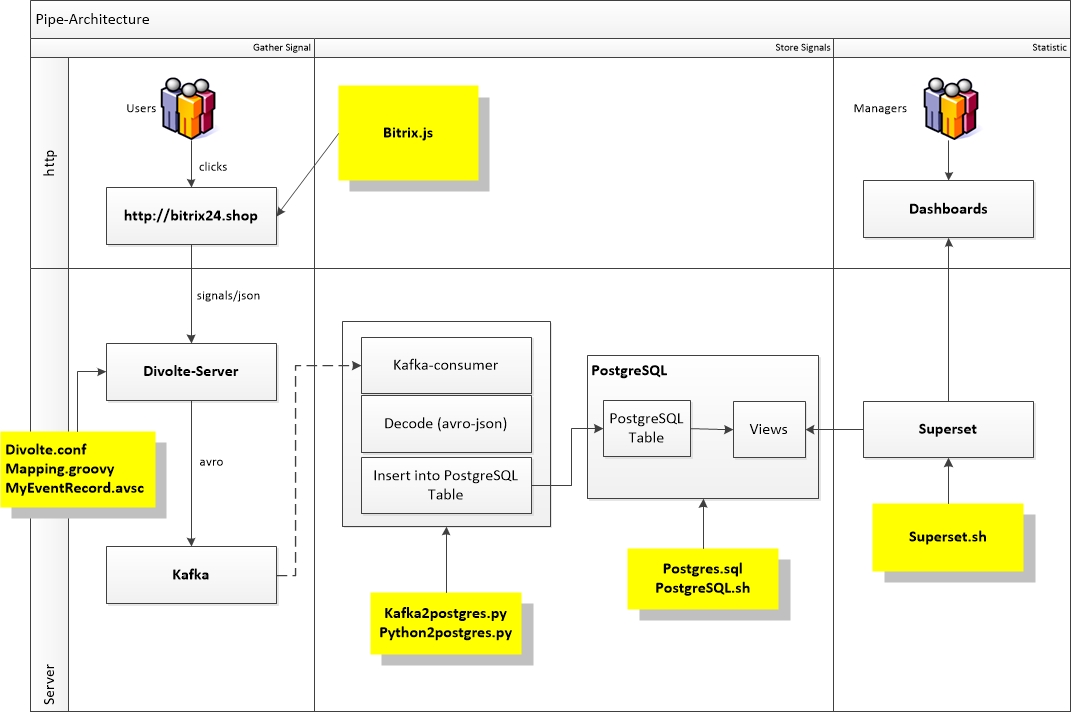 Pipe-Architecture
Gather Signal
Store Signals
Statistic
http
Users
clicks
http://bitrix24.shop
Bitrix.js
Managers
Dashboards
Server
signals/json
Divolte-Server
Divolte.conf
Mapping.groovy
MyEventRecord.avsc
avro
Kafka
Kafka-consumer
Decode (avro-json)
Insert into PostgreSQL
Table
Kafka2postgres.py
Python2postgres.py
PostgreSQL
PostgreSQL
Table
Views
Postgres.sql
PostgreSQL.sh
Superset
Superset.sh